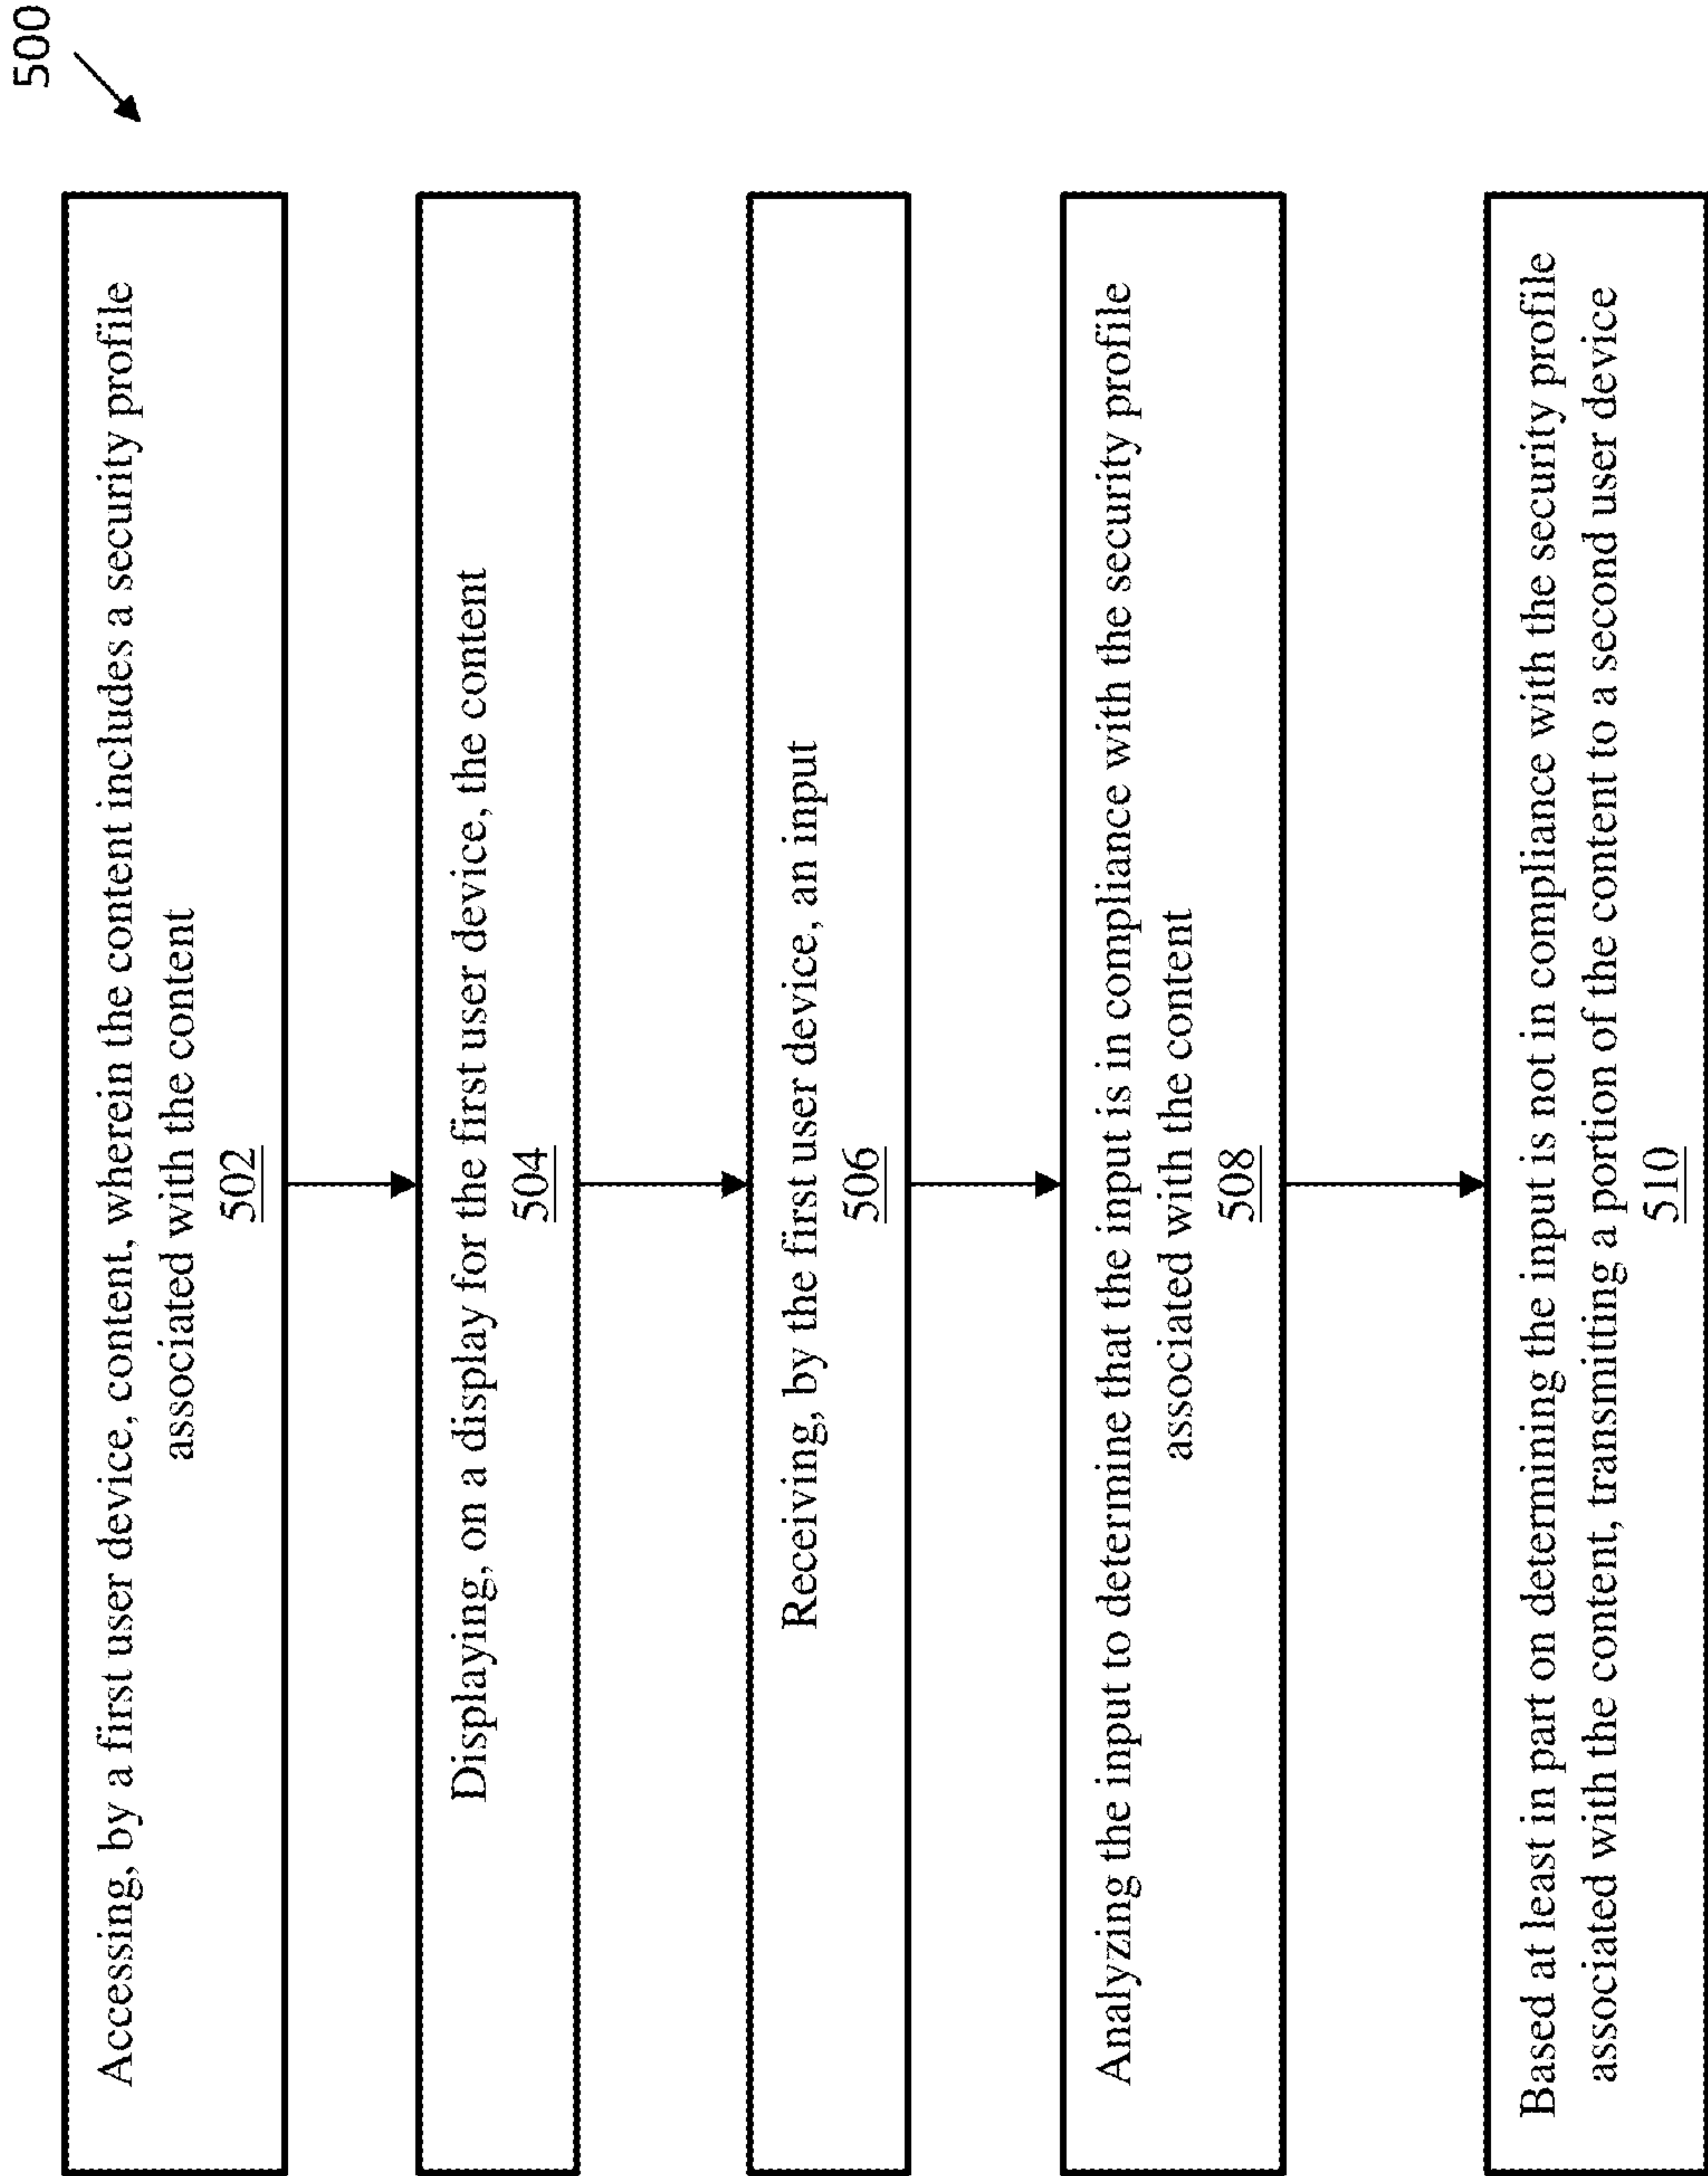 500
Accessing, by a first user device, content, wherein the content includes a security profile
associated with the content
502
Displaying, on a display for the first user device, the content
504
Receiving, by the first user device, an input
506
Analyzing the input to determine that the input is in compliance with the security profile
associated with the content
508
Based at least in part on determining the input is not in compliance with the security profile
associated with the content, transmitting a portion of the content to a second user device
510